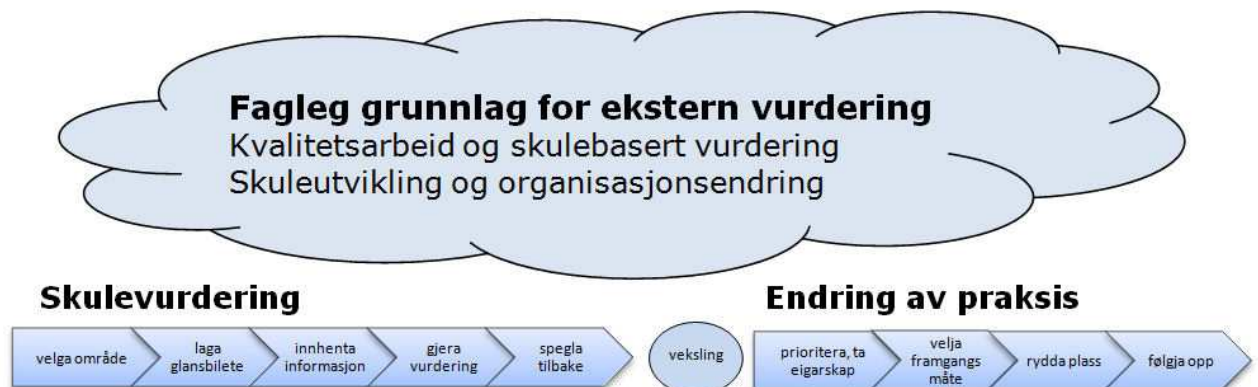 Fagleg grunnlag for ekstern vurdering
Kvalitetsarbeid og skulebasert vurdering
Skuleutvikling og organisasjonsendring
Skulevurdering
velga område
laga
glansbilete
innhenta
informasjon
gjera
vurdering
spegla
tilbake
veksling
Endring av praksis
prioritera, ta
eigarskap
velja
framgangs
måte
rydda plass
følgja opp